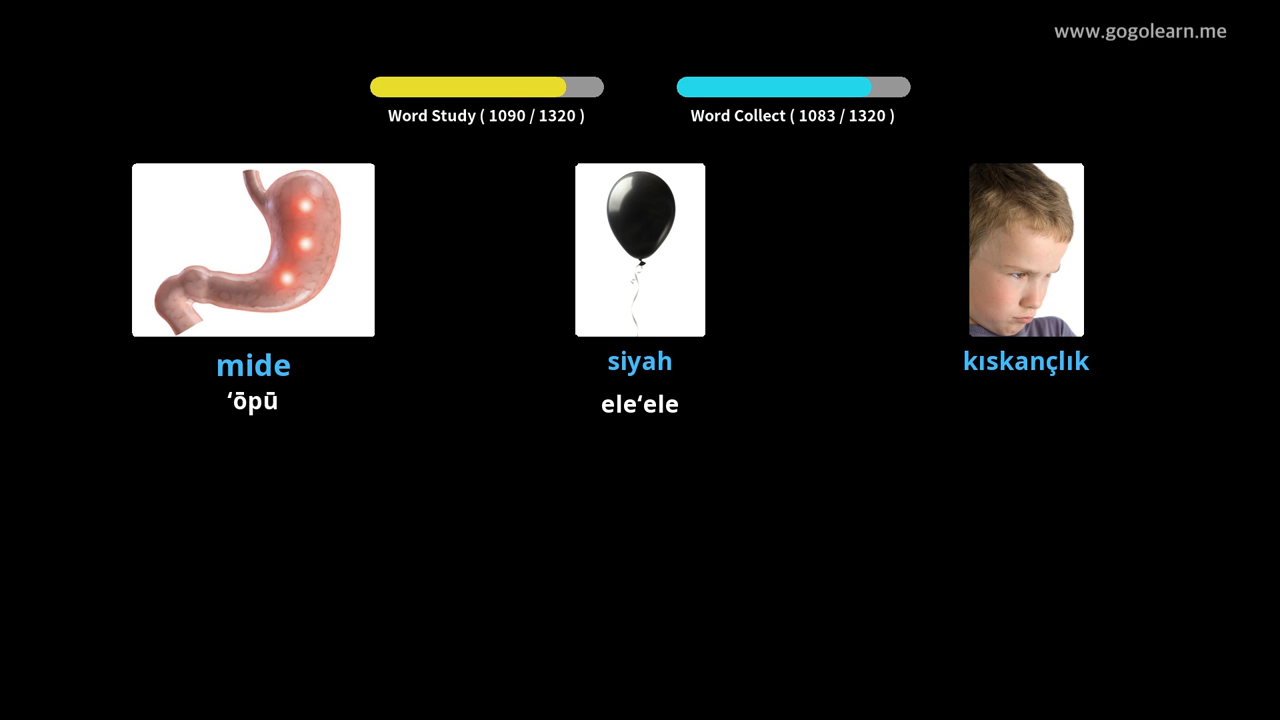 www.gogolearn.me
Word Study ( 1090 / 1320 )
Word Collect ( 1083 / 1320 )
mide
ʻōpū
siyah
eleʻele
kıskançlık